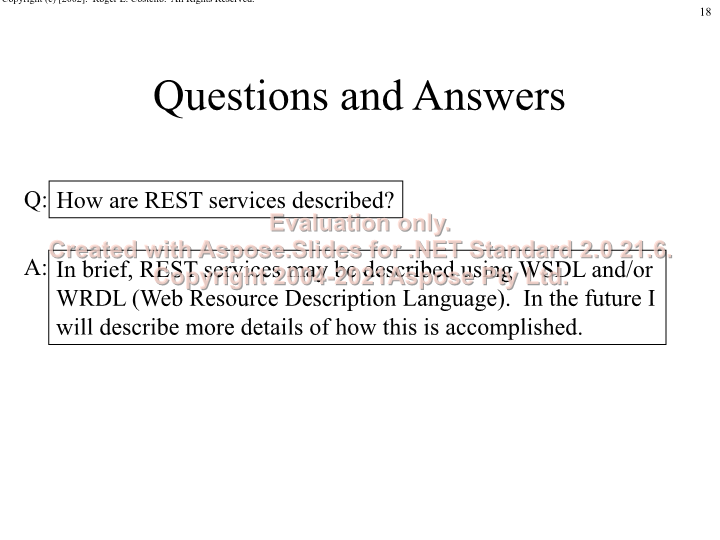 Copyright (c) [2002]. Roger L. Costello. All Rights Reserved.
18
Questions and Answers
Q: How are REST services described?
Evaluation only.
Created with Aspose.Slides for .NET Standard 2.0 21.6.
Copyright 2004-2021Aspose Pty Ltd.
A: In brief, REST services may be described using WSDL and/or
WRDL (Web Resource Description Language).  In the future I
will describe more details of how this is accomplished.